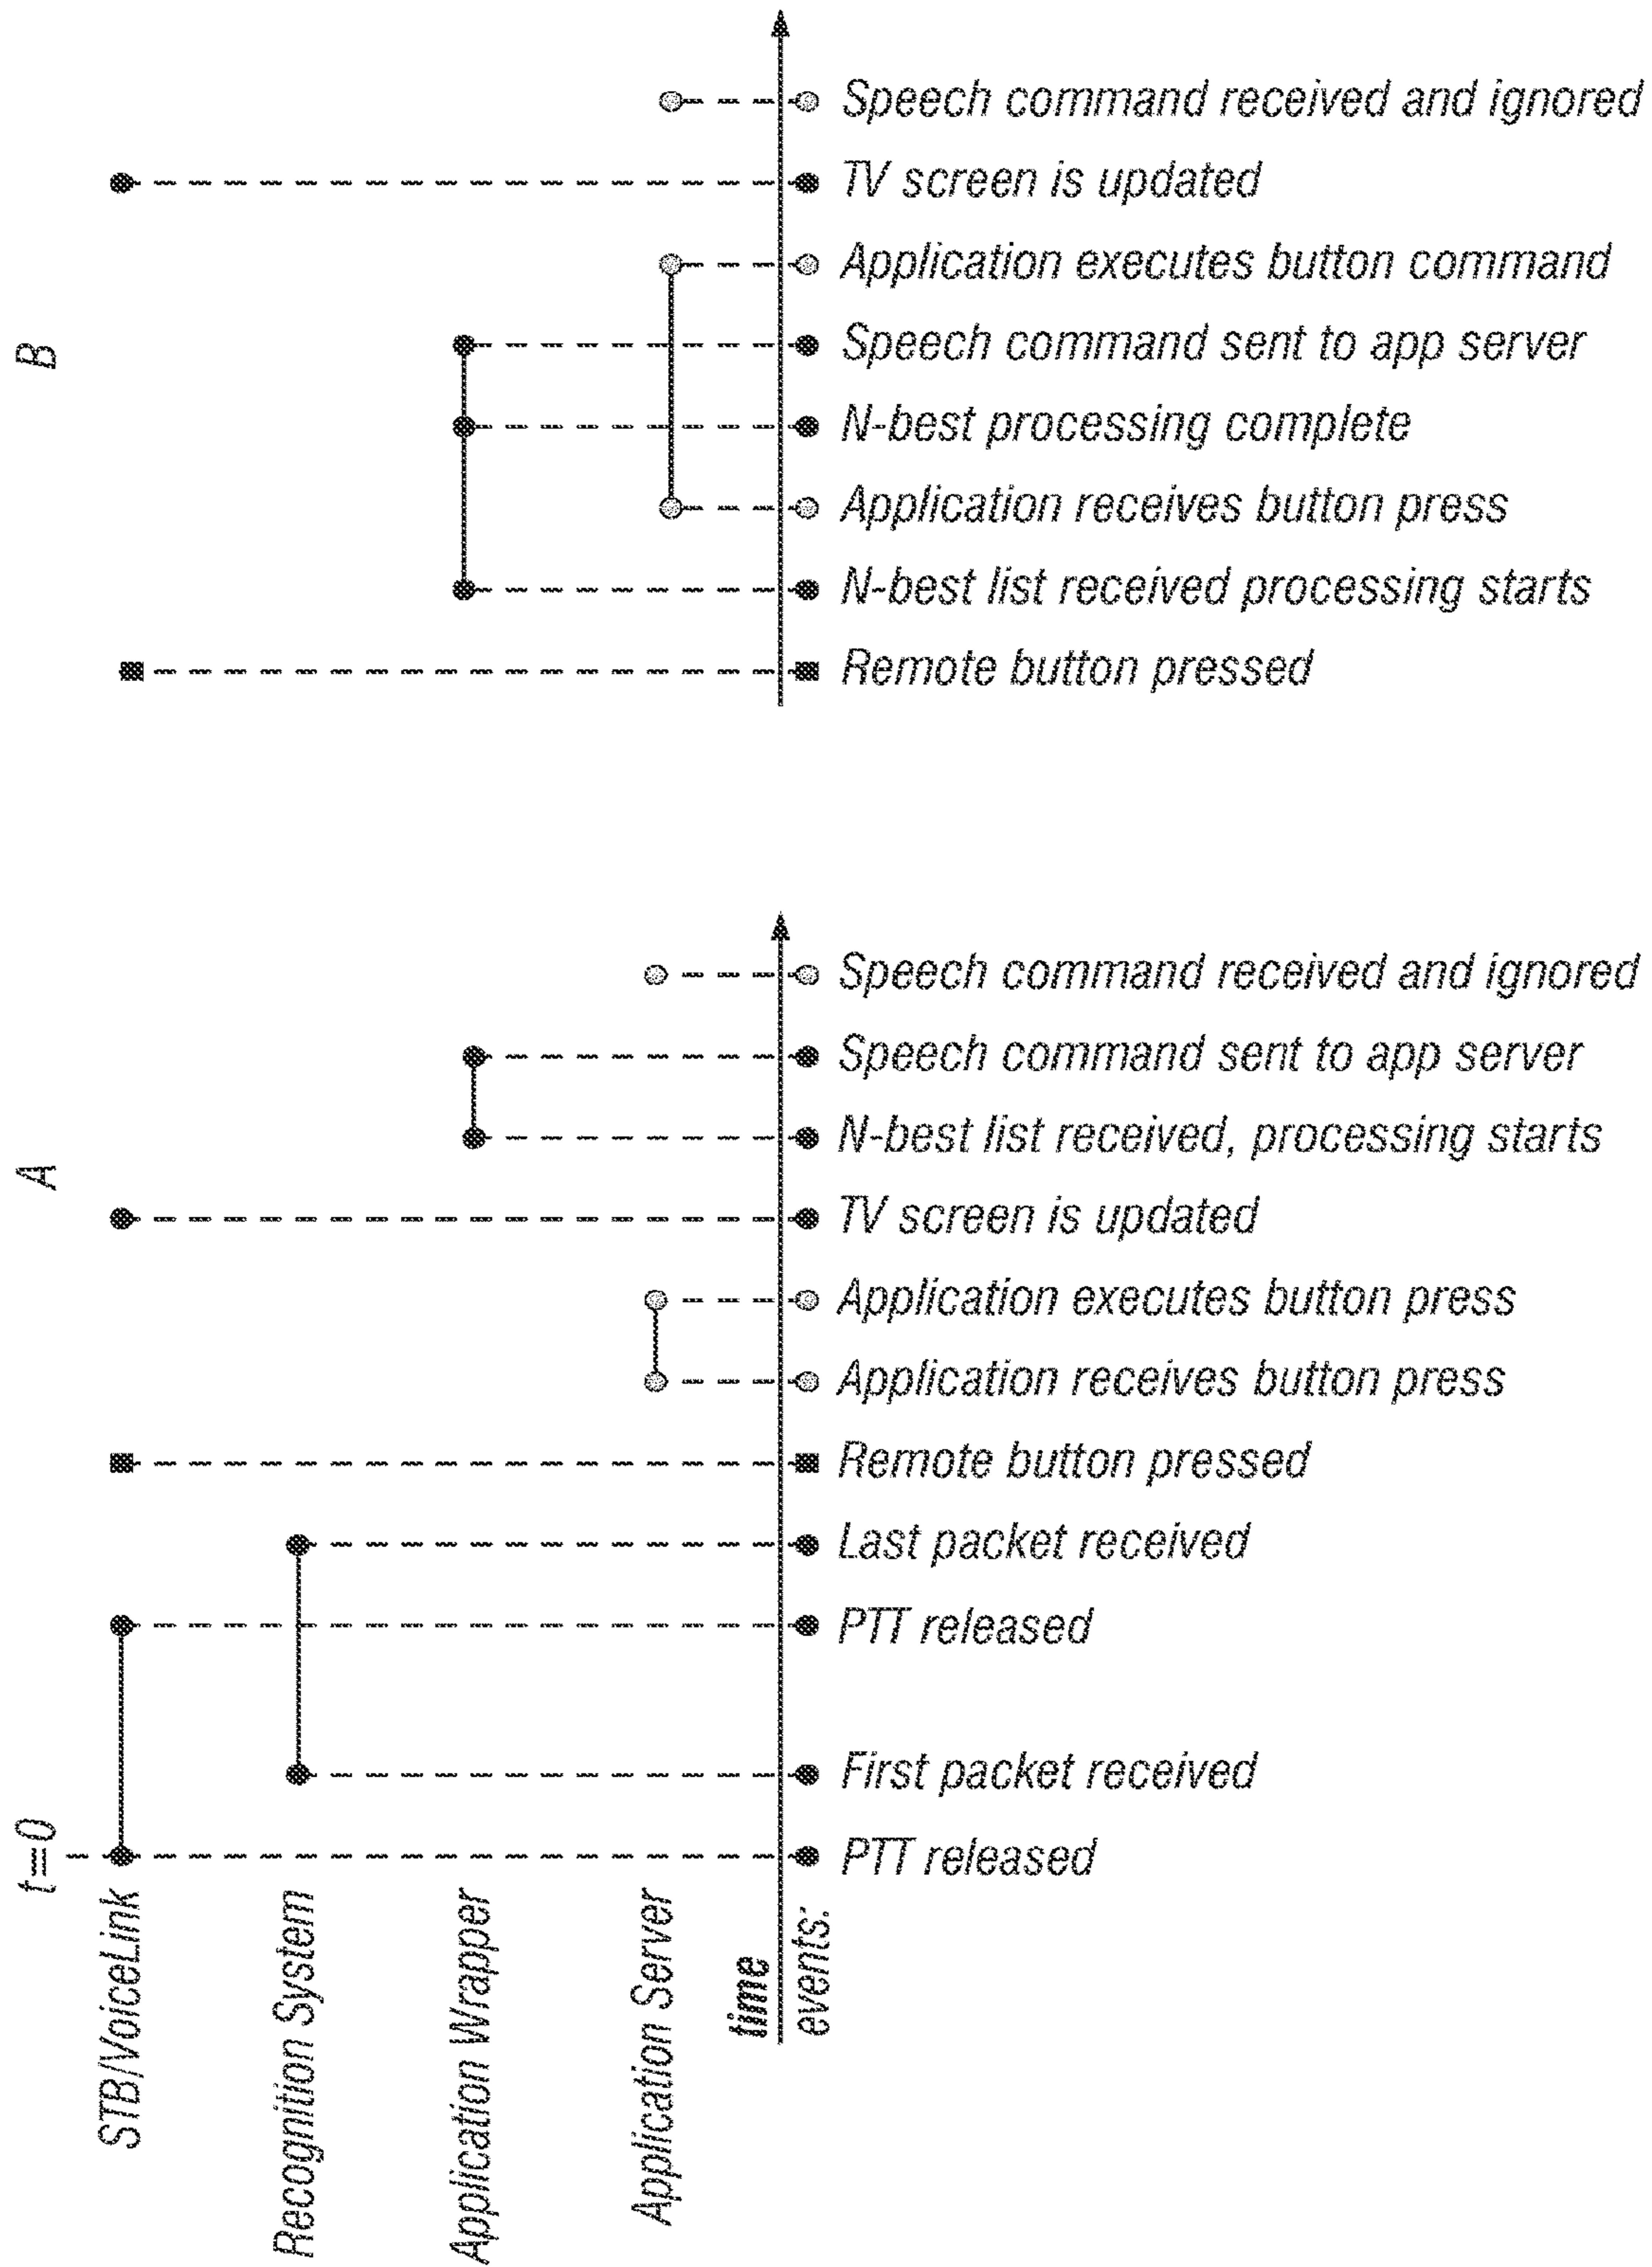 B
Speech command received and ignored
TV screen is updated
Application executes button command
Speech command sent to app server
N-best processing complete
Application receives button press
N-best list received processing starts
Remote button pressed
A
Speech command received and ignored
Speech command sent to app server
N-best list received, processing starts
TV screen is updated
Application executes button press
Application receives button press
Remote button pressed
Last packet received
PTT released
First packet received
t=0
PTT released
STB/VoiceLink
Recognition System
Application Wrapper
Application Server
time
events: